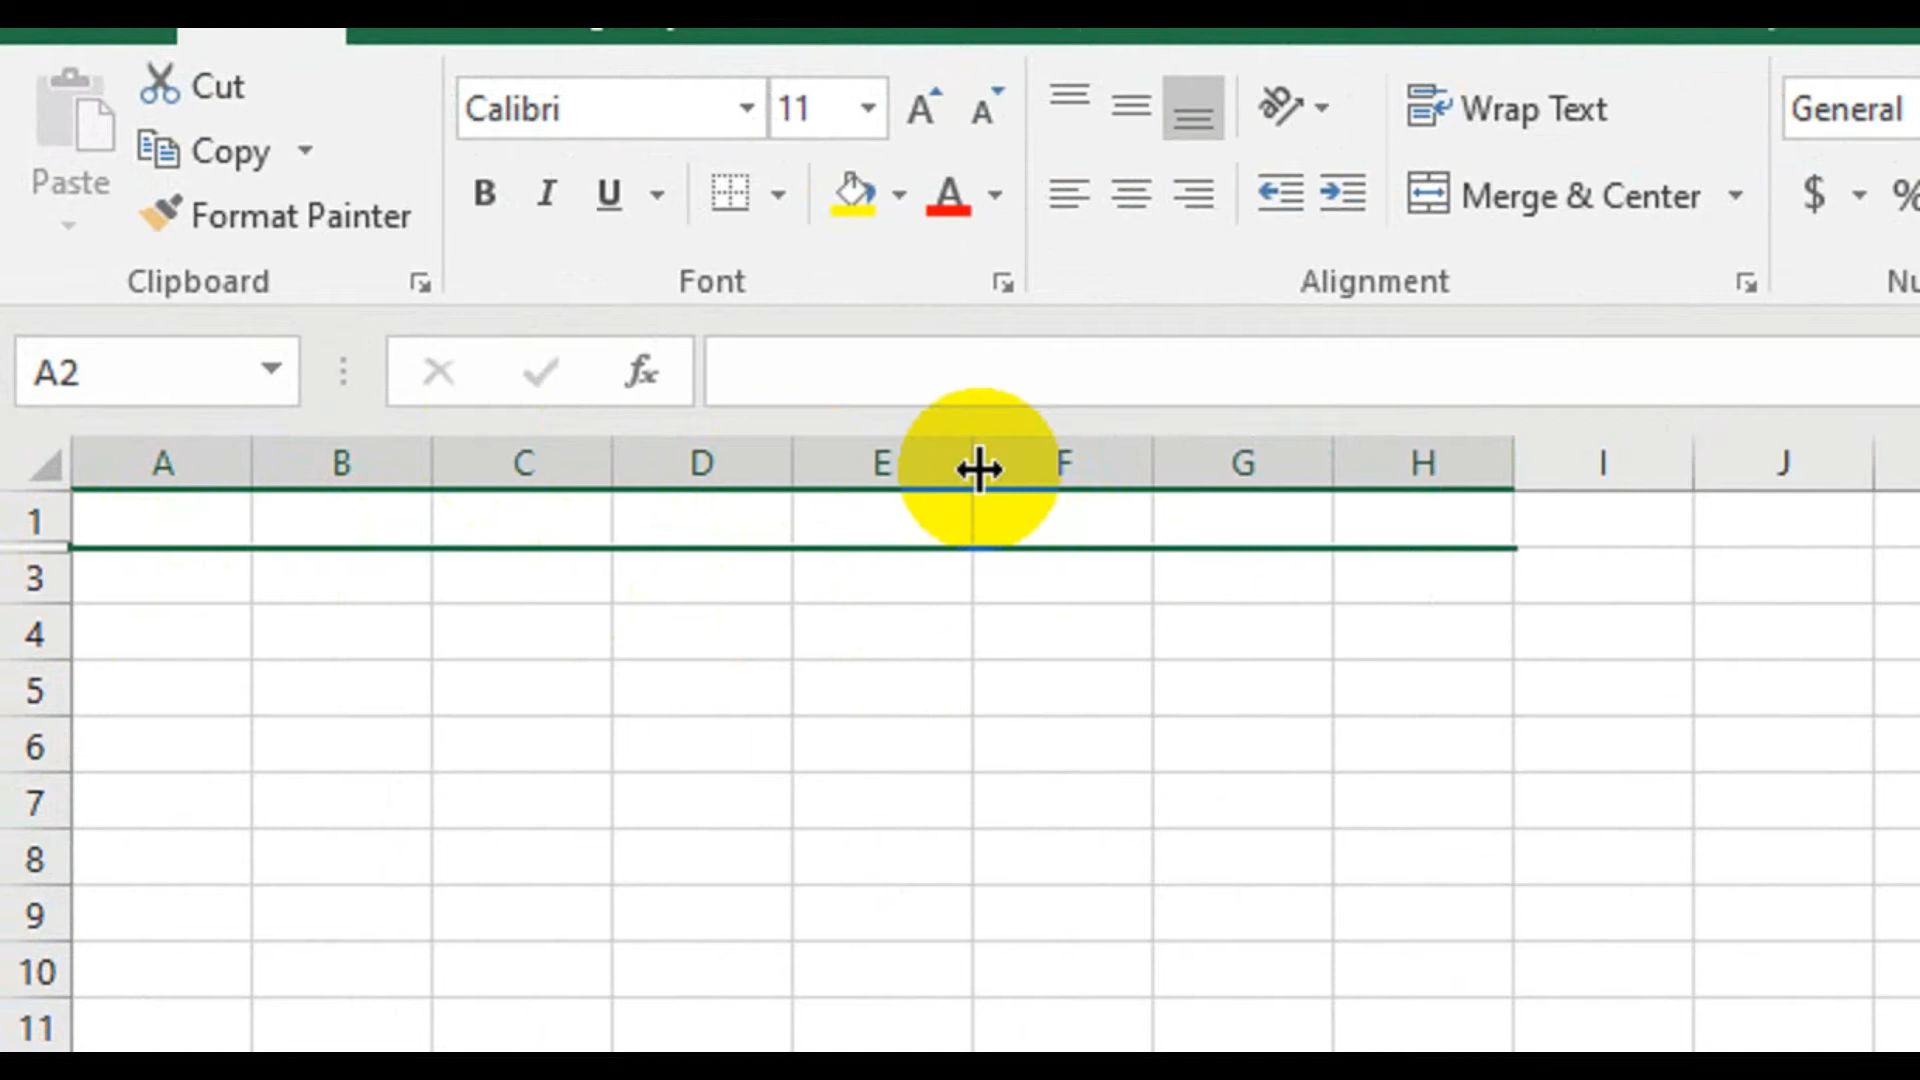 Cut
Copy
Paste
Format Painter
Clipboard
Calibri
11
A A
B I U
A
Font
ab
Wrap Text
Merge & Center
Alignment
General
$ %
A2
fx
A B C D E F G H I J
1
3
4
5
6
7
8
9
10
11